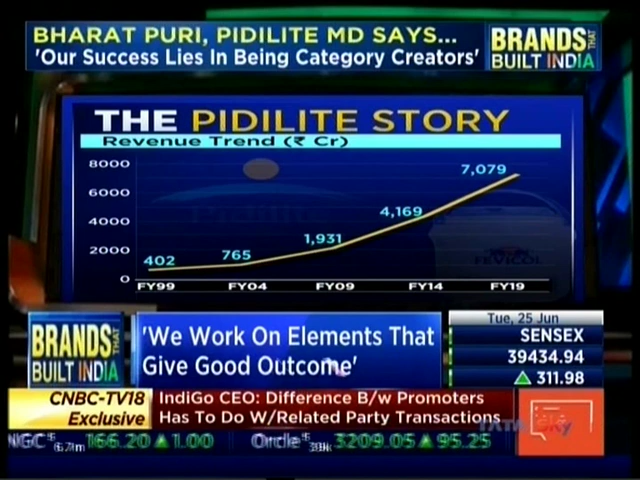 BHARAT PURI, PIDILITE MD SAYS...
'Our Success Lies In Being Category Creators'
BRANDS THAT
BUILT INDIA
THE PIDILITE STORY
Revenue Trend (₹ Cr)
8000
6000
4000
2000
0
402
765
1,931
4,169
7,079
FY99
FY04
FY09
FY14
FY19
FEVICOL
BRANDS THAT
BUILT INDIA
'We Work On Elements That
Give Good Outcome'
Tue, 25 Jun
SENSEX
39434.94
▲ 311.98
CNBC-TV18
Exclusive
IndiGo CEO: Difference B/w Promoters
Has To Do W/Related Party Transactions
166.20 ▲ 1.00
3209.05 ▲ 95.25
TATA sky